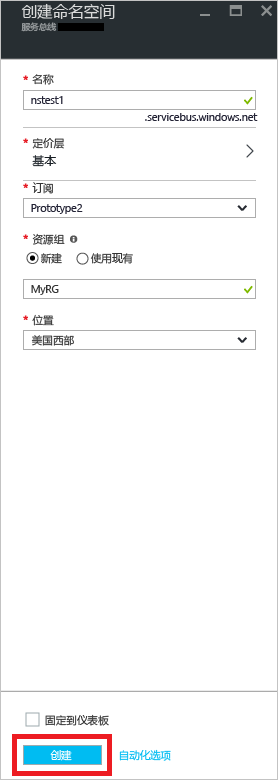 创建命名空间
服务总线
* 名称
nstest1
.servicebus.windows.net
* 定价层
基本
* 订阅
Prototype2
* 资源组
新建 使用现有
MyRG
* 位置
美国西部
固定到仪表板
创建 自动化选项